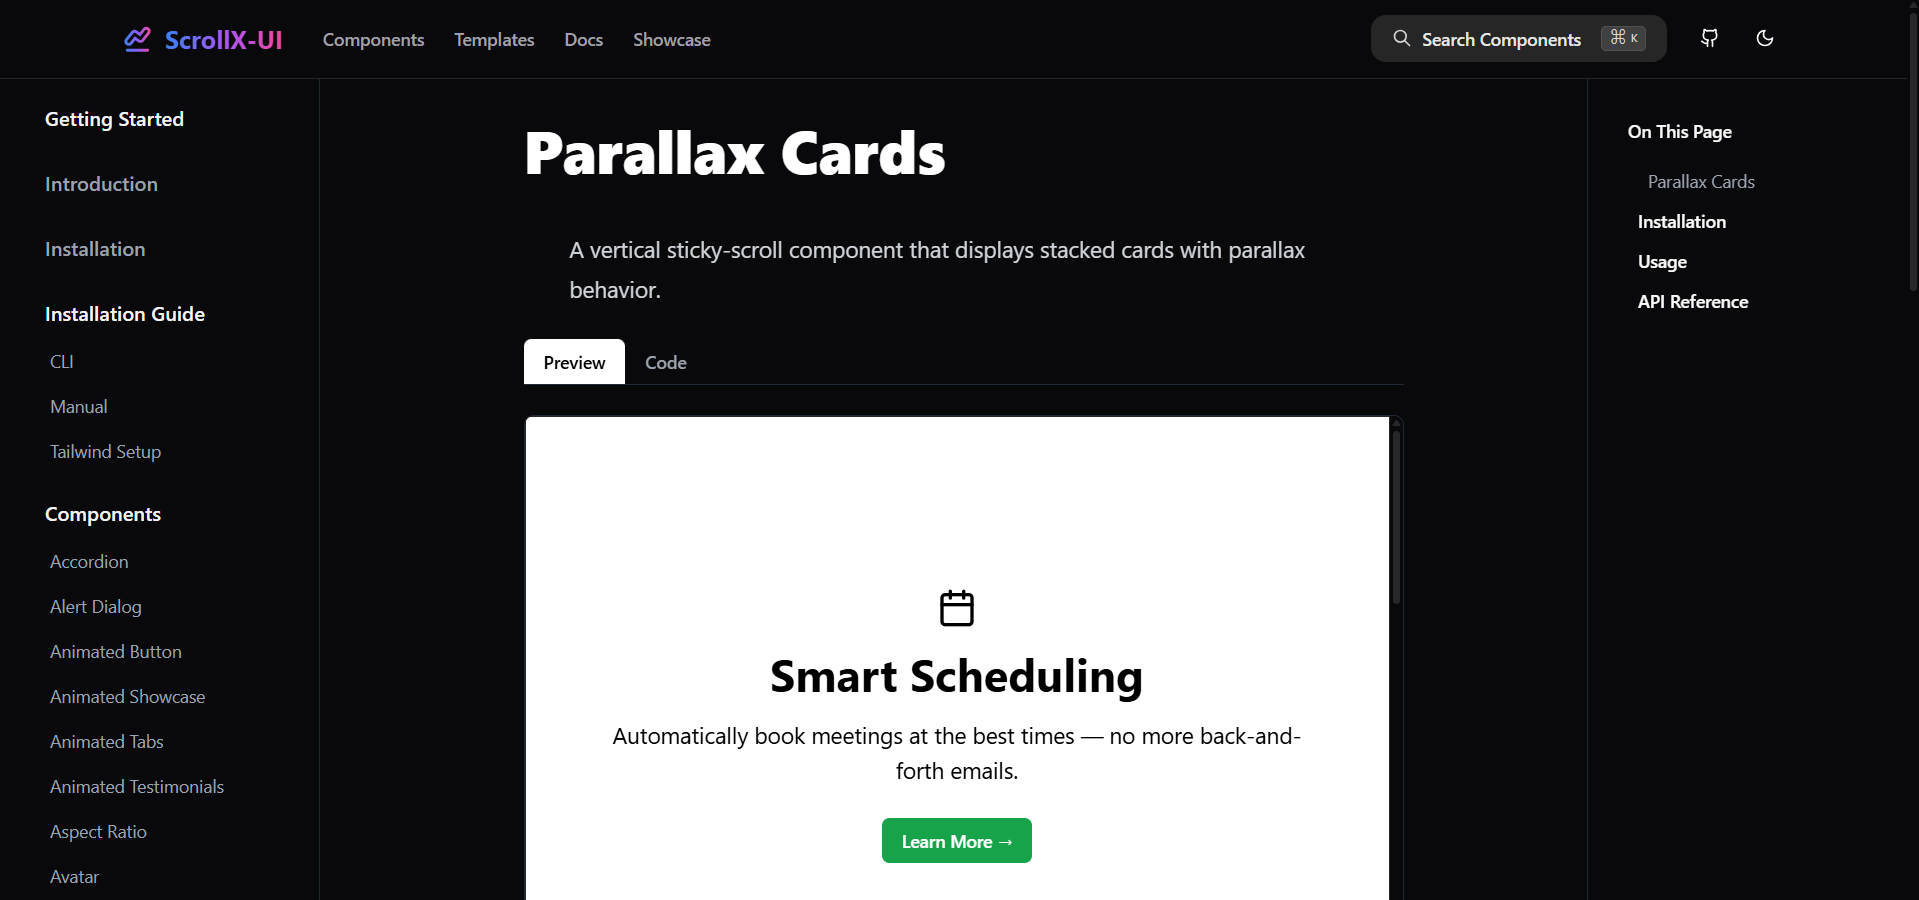 ScrollX-UI
Components
Templates
Docs
Showcase
Search Components
⌘ K
Getting Started
Introduction
Installation
Installation Guide
CLI
Manual
Tailwind Setup
Components
Accordion
Alert Dialog
Animated Button
Animated Showcase
Animated Tabs
Animated Testimonials
Aspect Ratio
Avatar
Parallax Cards
A vertical sticky-scroll component that displays stacked cards with parallax
behavior.
Preview
Code
Smart Scheduling
Automatically book meetings at the best times — no more back-and-
forth emails.
Learn More →
On This Page
Parallax Cards
Installation
Usage
API Reference